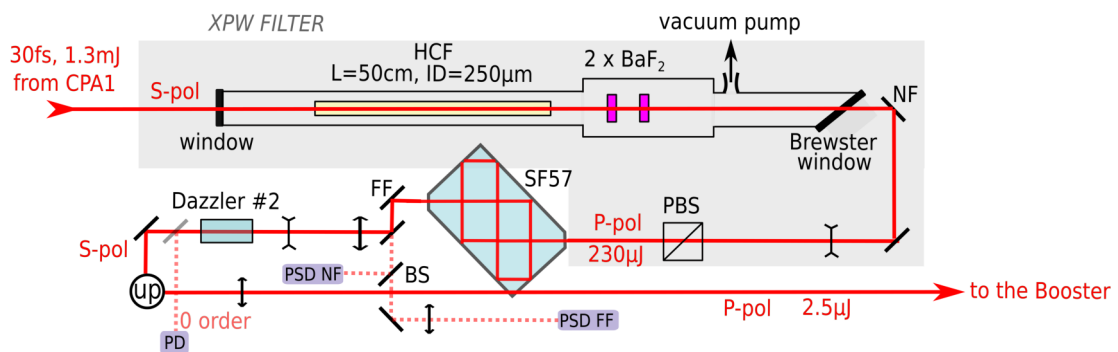 XPW FILTER
vacuum pump
30fs, 1.3mJ
from CPA1
S-pol
HCF
L=50cm, ID=250µm
2 x BaF₂
NF
window
Brewster
window
SF57
FF
Dazzler #2
PBS
P-pol
230µJ
S-pol
PSD NF
BS
up
to the Booster
P-pol 2.5µJ
0 order
PSD FF
PD